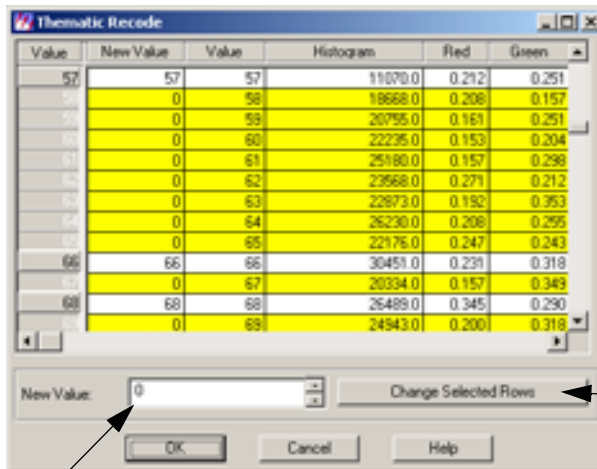 Thematic Recode
Value New Value Value Histogram Red Green
57 57 57 11070.0 0.212 0.251
0 58 18668.0 0.208 0.157
0 59 20755.0 0.161 0.251
0 60 22235.0 0.153 0.204
0 61 25180.0 0.157 0.298
0 62 23568.0 0.271 0.212
0 63 22873.0 0.192 0.353
0 64 26230.0 0.208 0.255
0 65 22176.0 0.247 0.243
66 66 66 30451.0 0.231 0.318
0 67 20334.0 0.157 0.349
68 68 68 26489.0 0.345 0.290
0 69 24943.0 0.200 0.318
New Value: 0 Change Selected Rows
OK Cancel Help